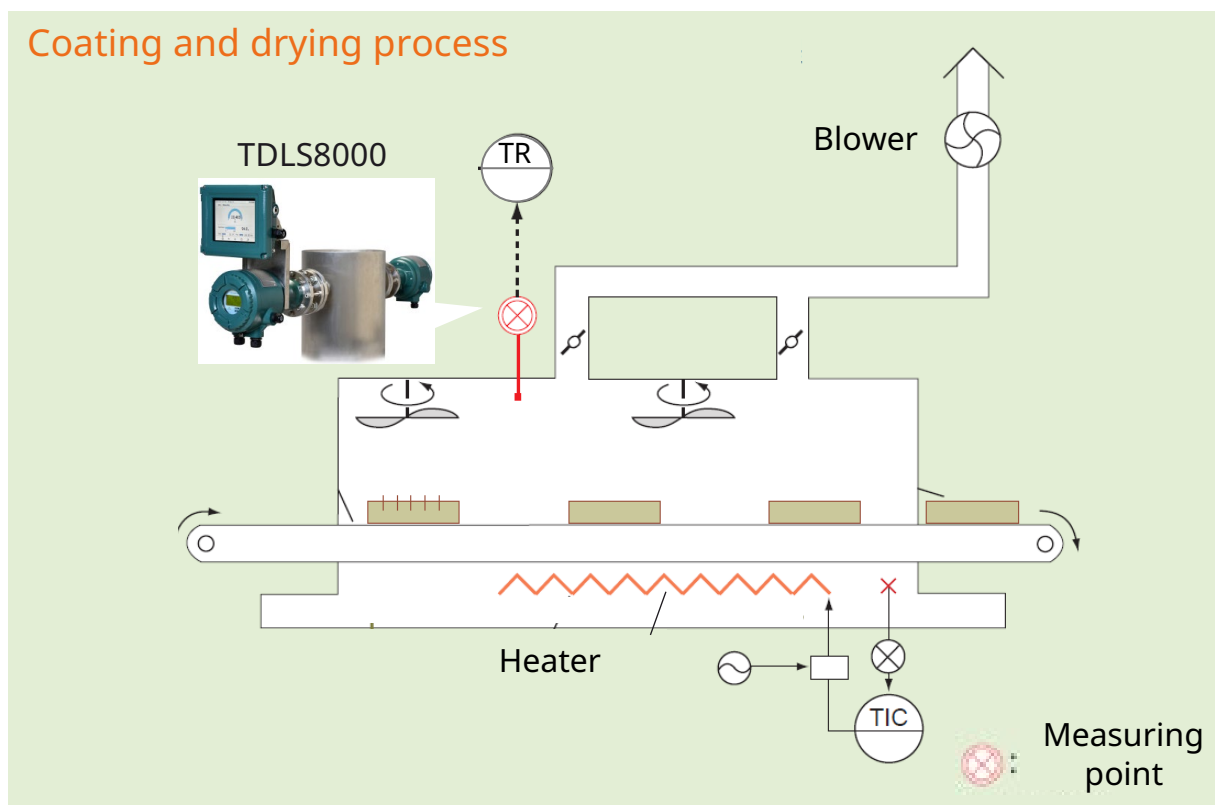 Coating and drying process
TDLS8000
TR
Blower
Heater
TIC
: Measuring
point